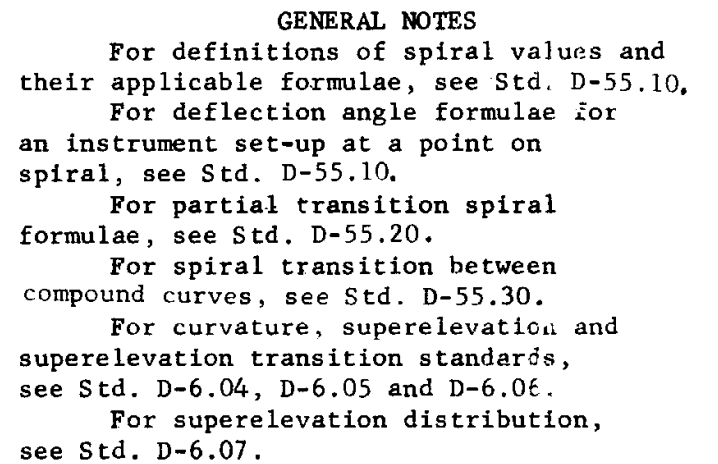 GENERAL NOTES
For definitions of spiral values and
their applicable formulae, see Std. D-55.10.
For deflection angle formulae for
an instrument set-up at a point on
spiral, see Std. D-55.10.
For partial transition spiral
formulae, see Std. D-55.20.
For spiral transition between
compound curves, see Std. D-55.30.
For curvature, superelevation and
superelevation transition standards,
see Std. D-6.04, D-6.05 and D-6.06.
For superelevation distribution,
see Std. D-6.07.